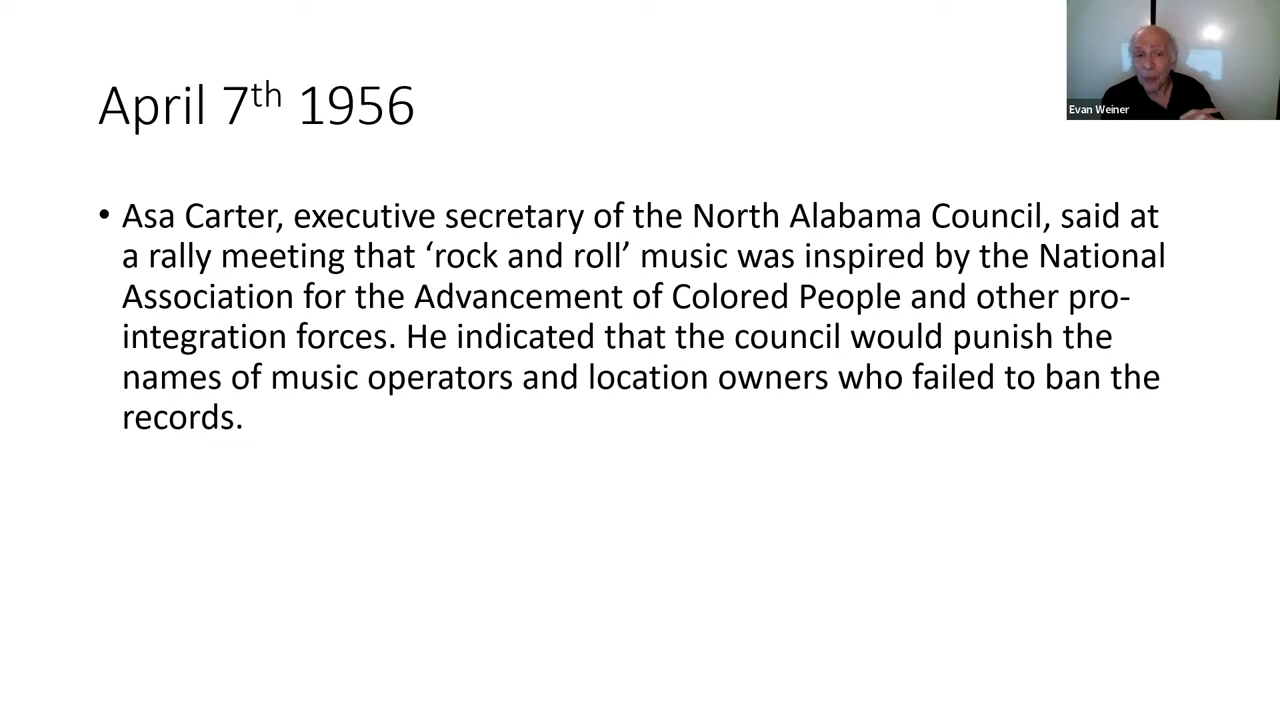 April 7th 1956
Evan Weiner
• Asa Carter, executive secretary of the North Alabama Council, said at
a rally meeting that ‘rock and roll’ music was inspired by the National
Association for the Advancement of Colored People and other pro-
integration forces. He indicated that the council would punish the
names of music operators and location owners who failed to ban the
records.